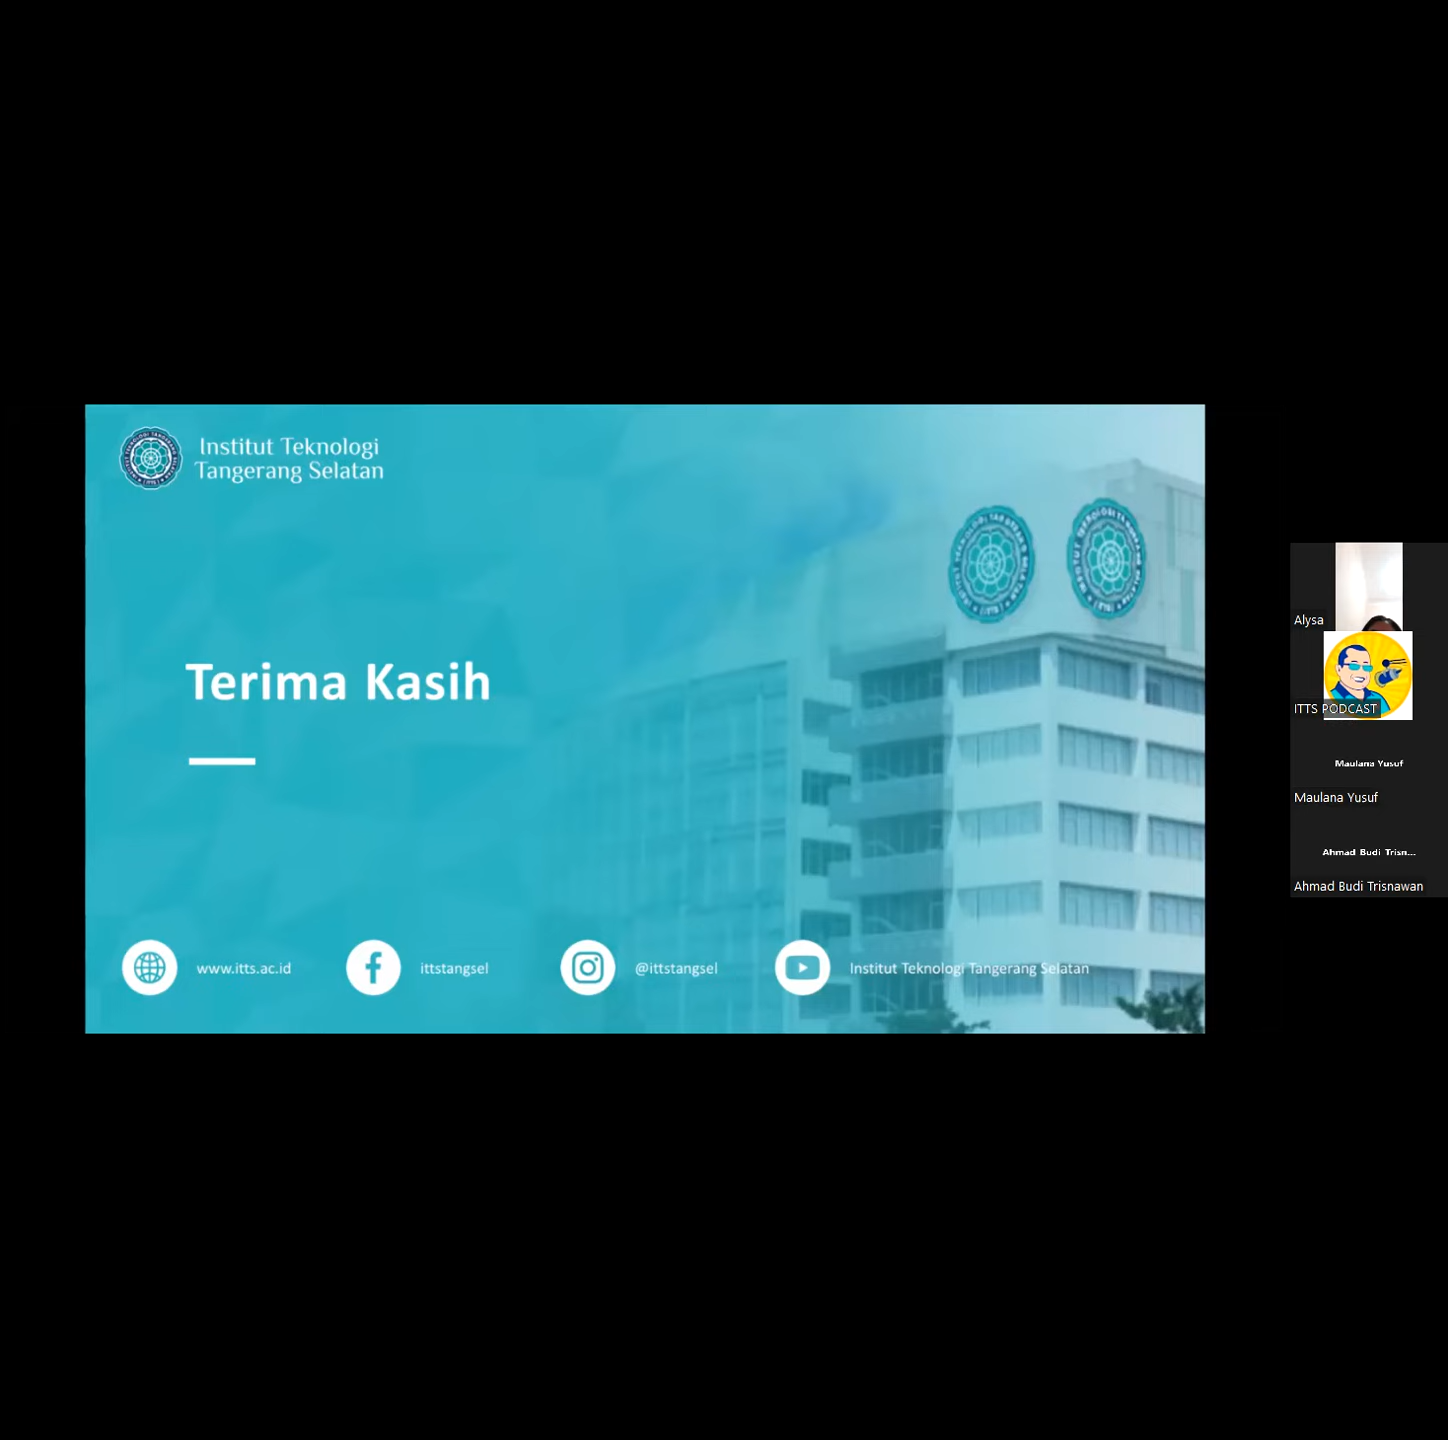 Institut Teknologi
Tangerang Selatan
Terima Kasih
www.itts.ac.id
ittstangsel
@ittstangsel
Institut Teknologi Tangerang Selatan
Alysa
ITTS PODCAST
Maulana Yusuf
Maulana Yusuf
Ahmad Budi Trisn...
Ahmad Budi Trisnawan